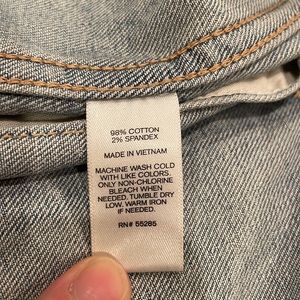 98% COTTON
2% SPANDEX
MADE IN VIETNAM
MACHINE WASH COLD
WITH LIKE COLORS.
ONLY NON-CHLORINE
BLEACH WHEN
NEEDED. TUMBLE DRY
LOW. WARM IRON
IF NEEDED.
RN# 55285